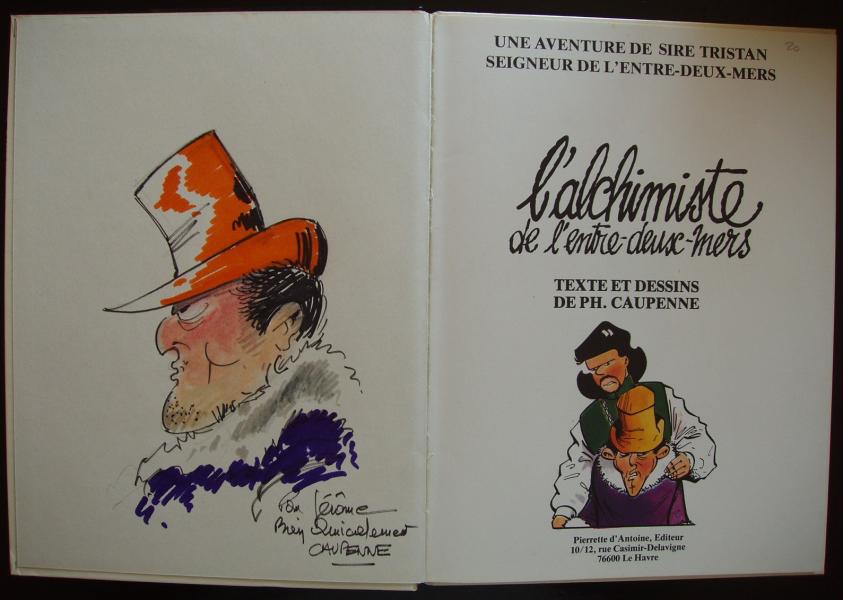 Pour Jérôme
Bien Amicalement
CAUPENNE
20
UNE AVENTURE DE SIRE TRISTAN
SEIGNEUR DE L'ENTRE-DEUX-MERS
l'alchimiste
de l'entre-deux-mers
TEXTE ET DESSINS
DE PH. CAUPENNE
Pierrette d'Antoine, Editeur
10/12, rue Casimir-Delavigne
76600 Le Havre